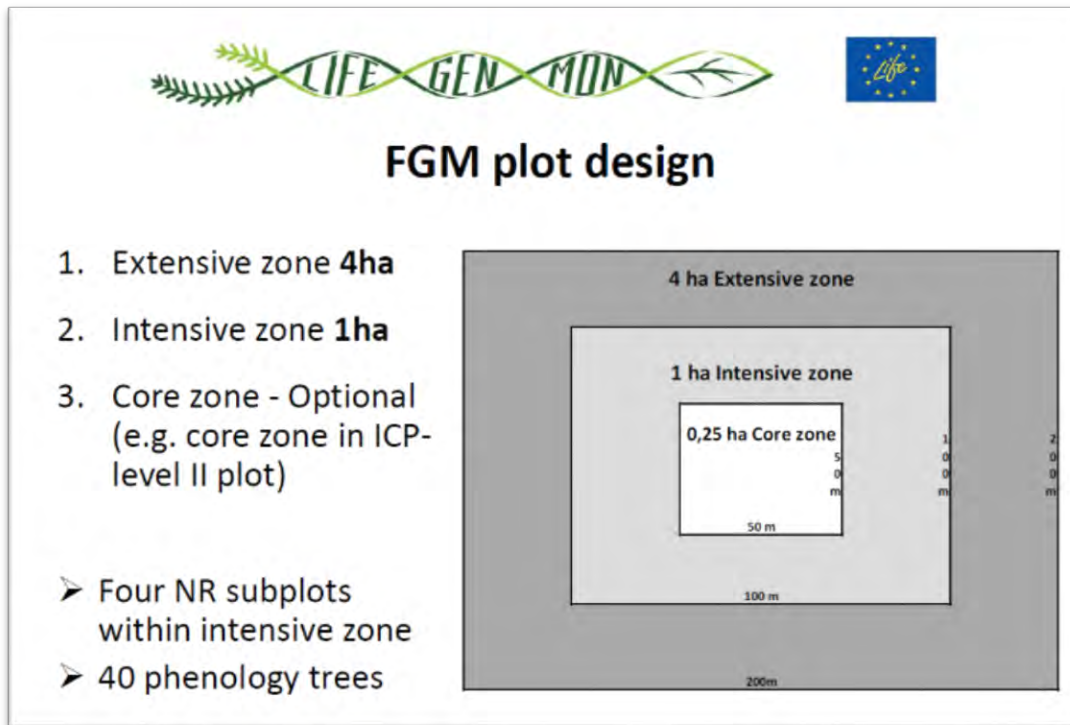 LIFE GEN MON
Life
FGM plot design
1. Extensive zone 4ha
2. Intensive zone 1ha
3. Core zone - Optional
(e.g. core zone in ICP-
level II plot)
➢ Four NR subplots
within intensive zone
➢ 40 phenology trees
4 ha Extensive zone
1 ha Intensive zone
0,25 ha Core zone
50 m
50 m
100 m
100 m
200 m
200m